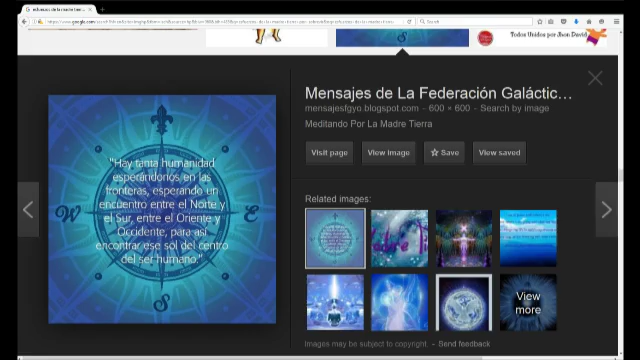 Todos Unidos por Jhon David
Mensajes de La Federación Galáctic...
mensajesfgyo.blogspot.com - 600 × 600 - Search by image
Meditando Por La Madre Tierra
Visit page
View image
Save
View saved
"Hay tanta humanidad
esperándonos en las
fronteras, esperando un
encuentro entre el Norte y
el Sur, entre el Oriente y
Occidente, para así
encontrar ese sol del centro
del ser humano."
W
E
S
Related images:
View
more
Images may be subject to copyright. - Send feedback